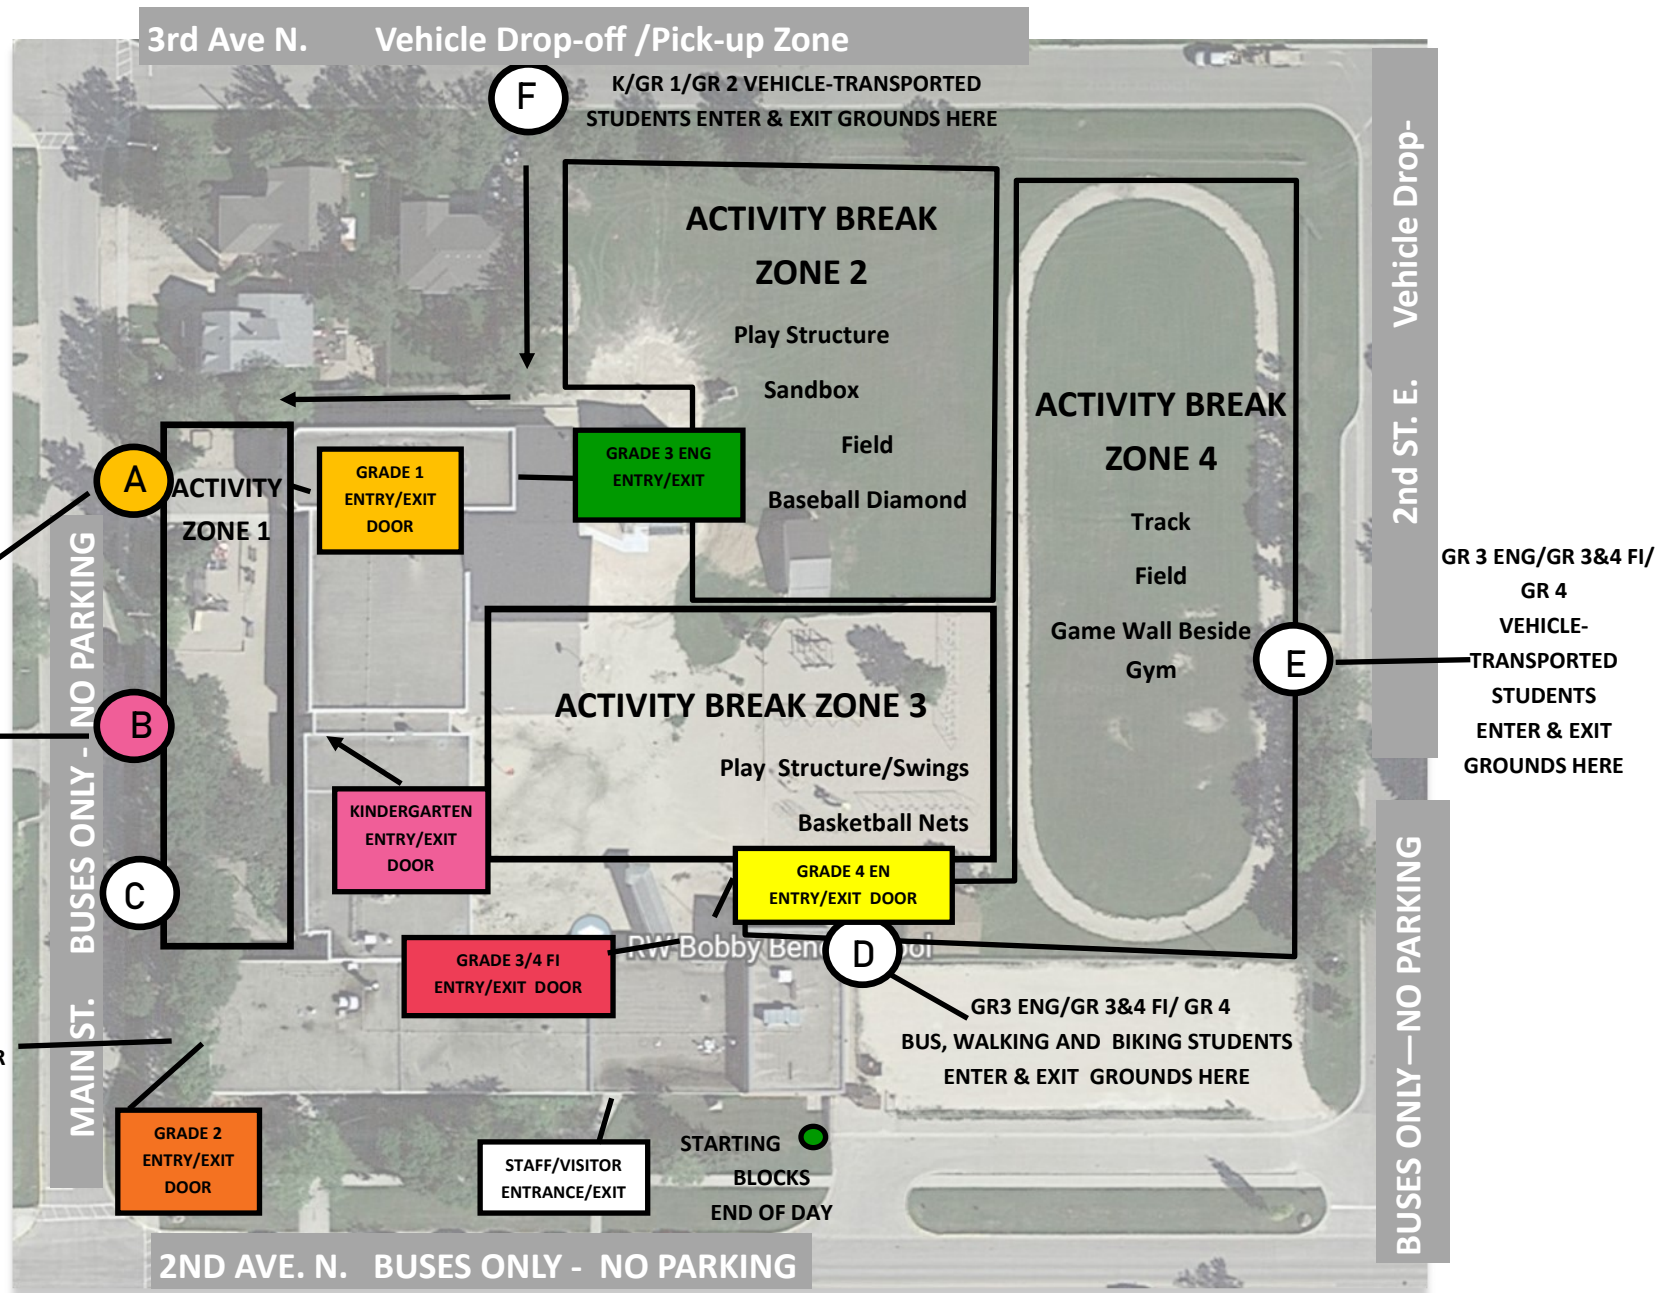 3rd Ave N. Vehicle Drop-off /Pick-up Zone
F
K/GR 1/GR 2 VEHICLE-TRANSPORTED
STUDENTS ENTER & EXIT GROUNDS HERE
ACTIVITY BREAK
ZONE 2
Play Structure
Sandbox
Field
Baseball Diamond
ACTIVITY BREAK
ZONE 4
Track
Field
Game Wall Beside
Gym
2nd ST. E. Vehicle Drop-
A
ACTIVITY
ZONE 1
GRADE 1
ENTRY/EXIT
DOOR
GRADE 3 ENG
ENTRY/EXIT
E
GR 3 ENG/GR 3&4 FI/
GR 4
VEHICLE-
TRANSPORTED
STUDENTS
ENTER & EXIT
GROUNDS HERE
MAIN ST. BUSES ONLY - NO PARKING
B
ACTIVITY BREAK ZONE 3
Play Structure/Swings
Basketball Nets
KINDERGARTEN
ENTRY/EXIT
DOOR
C
GRADE 4 EN
ENTRY/EXIT DOOR
GRADE 3/4 FI
ENTRY/EXIT DOOR
RW Bobby
D
GR3 ENG/GR 3&4 FI/ GR 4
BUS, WALKING AND BIKING STUDENTS
ENTER & EXIT GROUNDS HERE
BUSES ONLY—NO PARKING
R
GRADE 2
ENTRY/EXIT
DOOR
STAFF/VISITOR
ENTRANCE/EXIT
STARTING
BLOCKS
END OF DAY
2ND AVE. N. BUSES ONLY - NO PARKING